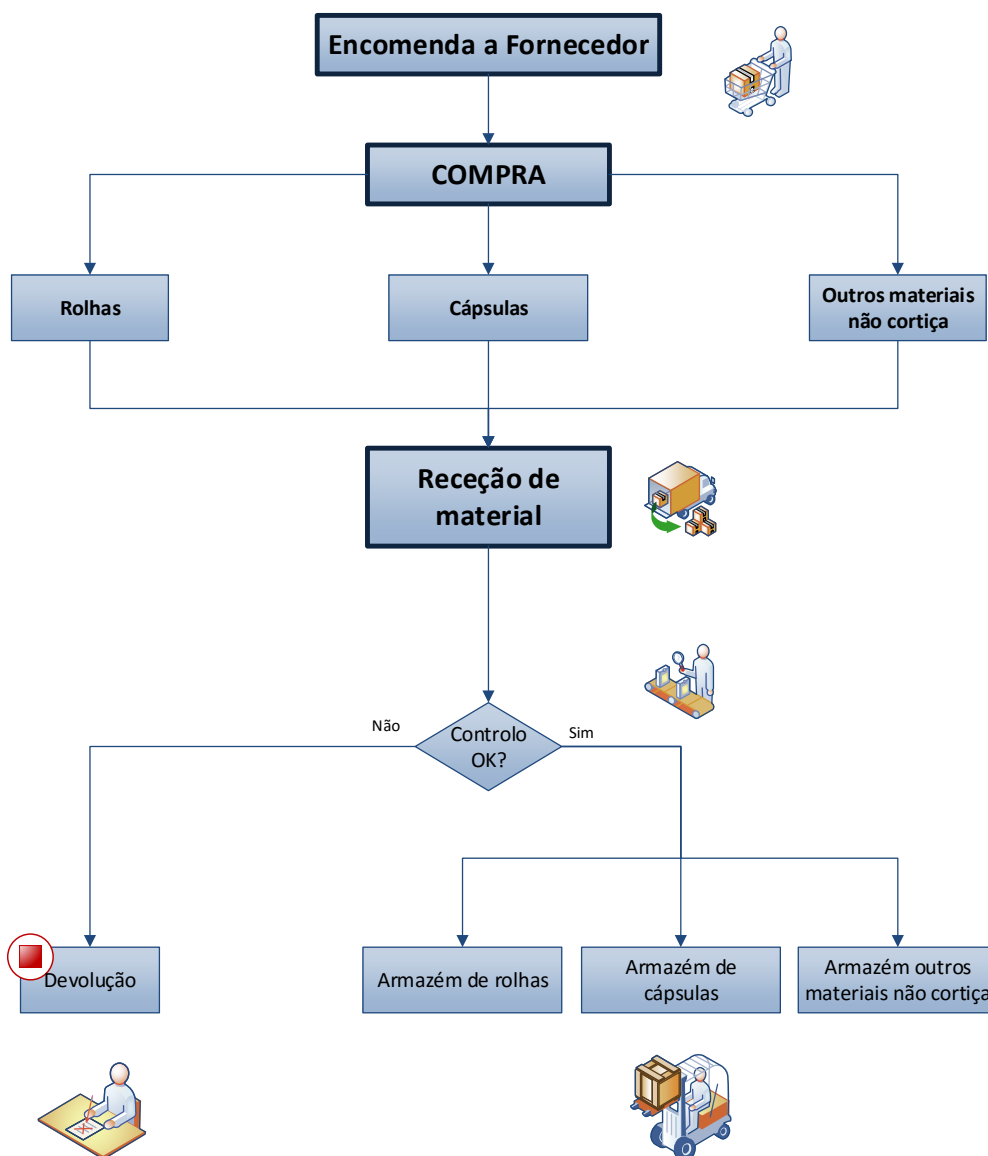 Encomenda a Fornecedor
COMPRA
Rolhas
Cápsulas
Outros materiais
não cortiça
Receção de
material
Não
Controlo
OK?
Sim
Devolução
Armazém de rolhas
Armazém de
cápsulas
Armazém outros
materiais não cortiça